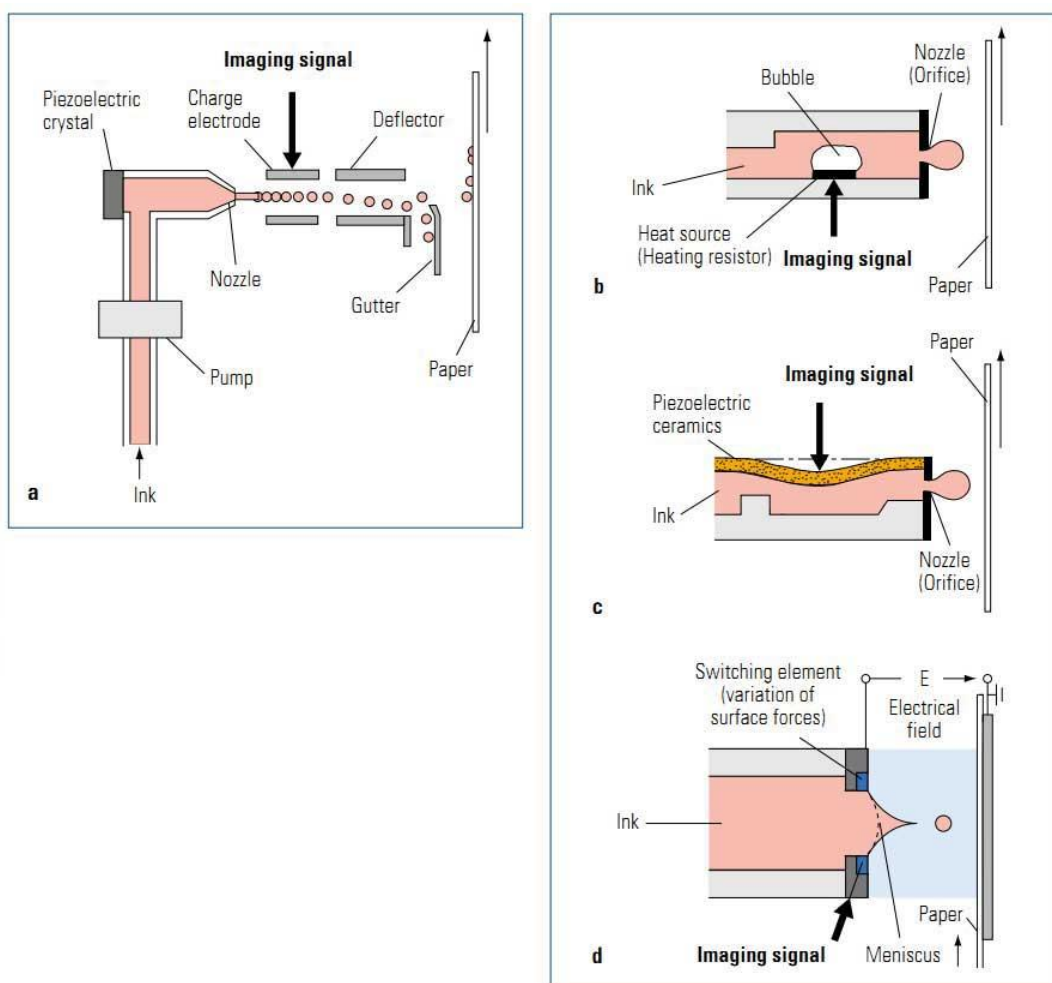 Imaging signal
Piezoelectric
crystal
Charge
electrode
Deflector
Nozzle
Gutter
Pump
Paper
Ink
a
Nozzle
(Orifice)
Bubble
Ink
Heat source
(Heating resistor)
Imaging signal
Paper
b
Paper
Imaging signal
Piezoelectric
ceramics
Ink
Nozzle
(Orifice)
c
Switching element
(variation of
surface forces)
E
Electrical
field
Ink
Paper
Imaging signal
Meniscus
d